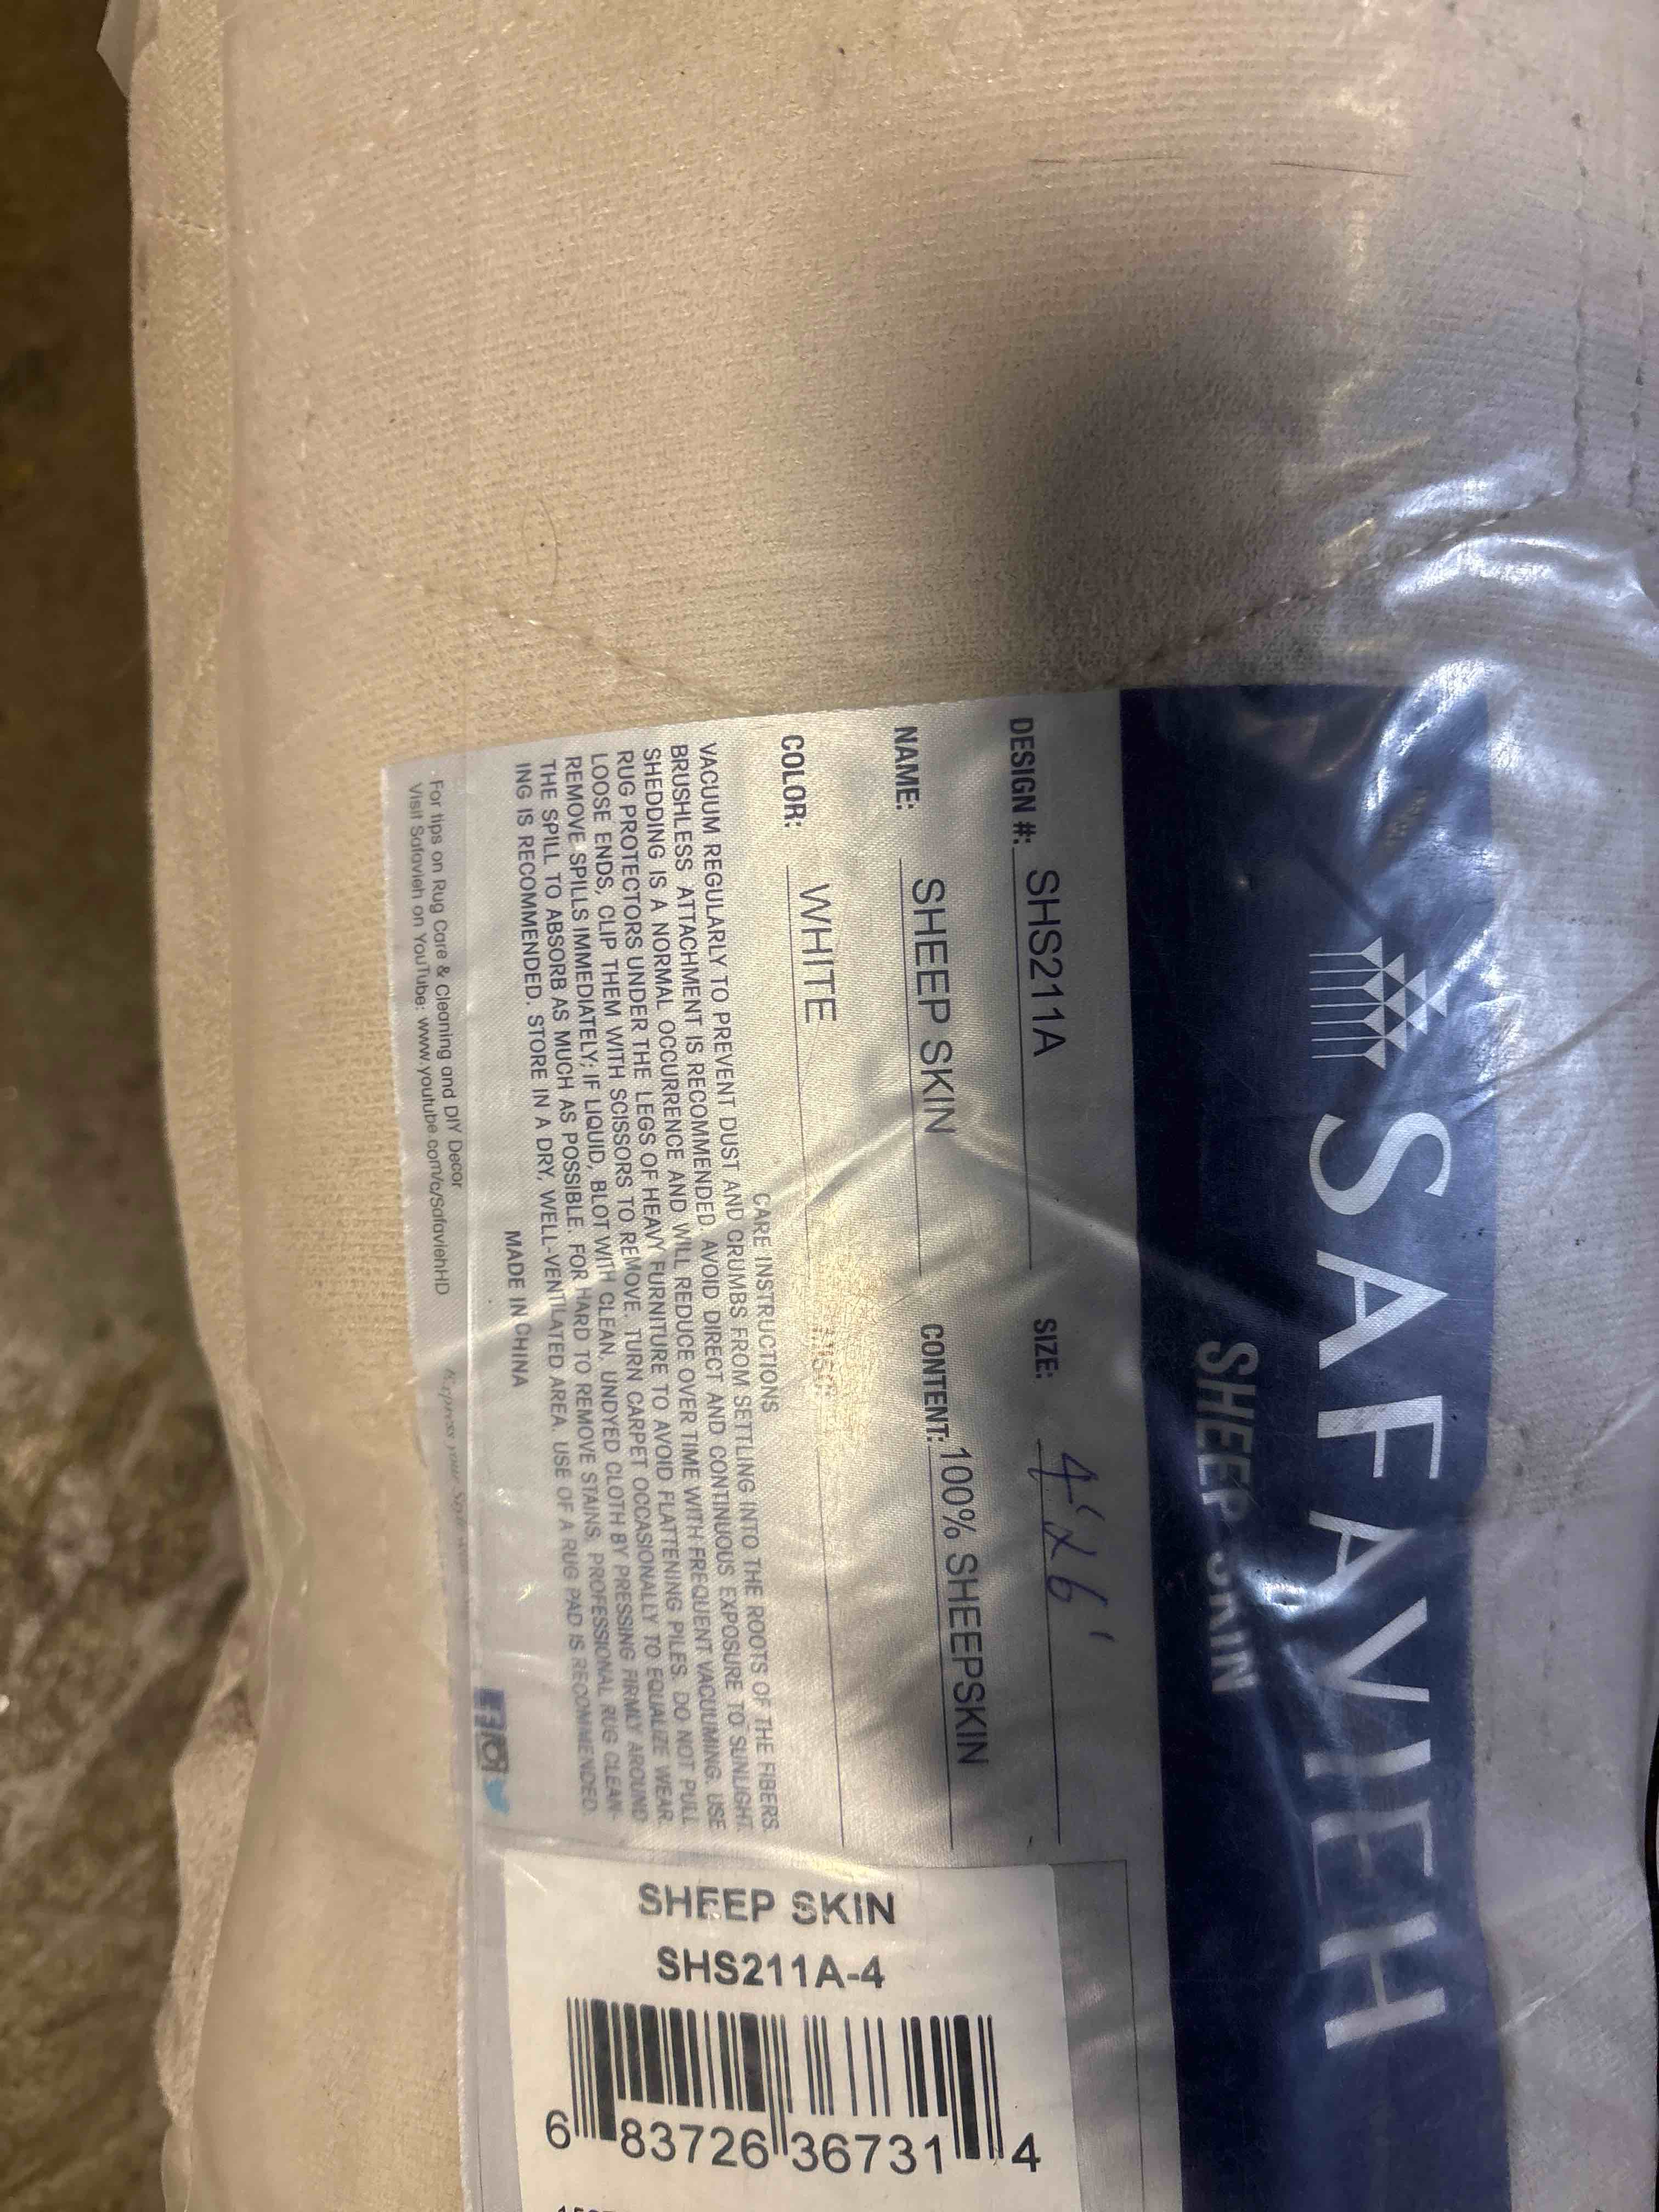 SAFAVIEH
SHEEP SKIN
DESIGN #: SHS211A SIZE: 4' x 6'
NAME: SHEEP SKIN CONTENT: 100% SHEEPSKIN
COLOR: WHITE
CARE INSTRUCTIONS
VACUUM REGULARLY TO PREVENT DUST AND CRUMBS FROM SETTLING INTO THE ROOTS OF THE FIBERS.
BRUSHLESS ATTACHMENT IS RECOMMENDED AVOID DIRECT AND CONTINUOUS EXPOSURE TO SUNLIGHT.
SHEDDING IS A NORMAL OCCURRENCE AND WILL REDUCE OVER TIME WITH FREQUENT VACUUMING. USE
RUG PROTECTORS UNDER THE LEGS OF HEAVY FURNITURE TO AVOID FLATTENING PILES. DO NOT PULL
LOOSE ENDS, CLIP THEM WITH SCISSORS TO REMOVE. TURN CARPET OCCASIONALLY TO EQUALIZE WEAR.
REMOVE SPILLS IMMEDIATELY; IF LIQUID, BLOT WITH CLEAN, UNDYED CLOTH BY PRESSING FIRMLY AROUND
THE SPILL TO ABSORB AS MUCH AS POSSIBLE. FOR HARD TO REMOVE STAINS, PROFESSIONAL RUG CLEAN-
ING IS RECOMMENDED. STORE IN A DRY, WELL-VENTILATED AREA. USE OF A RUG PAD IS RECOMMENDED.
MADE IN CHINA
For tips on Rug Care & Cleaning and DIY Decor
Visit Safavieh on YouTube: www.youtube.com/c/SafaviehHD
Express your Style
SHEEP SKIN
SHS211A-4
6 83726 36731 4